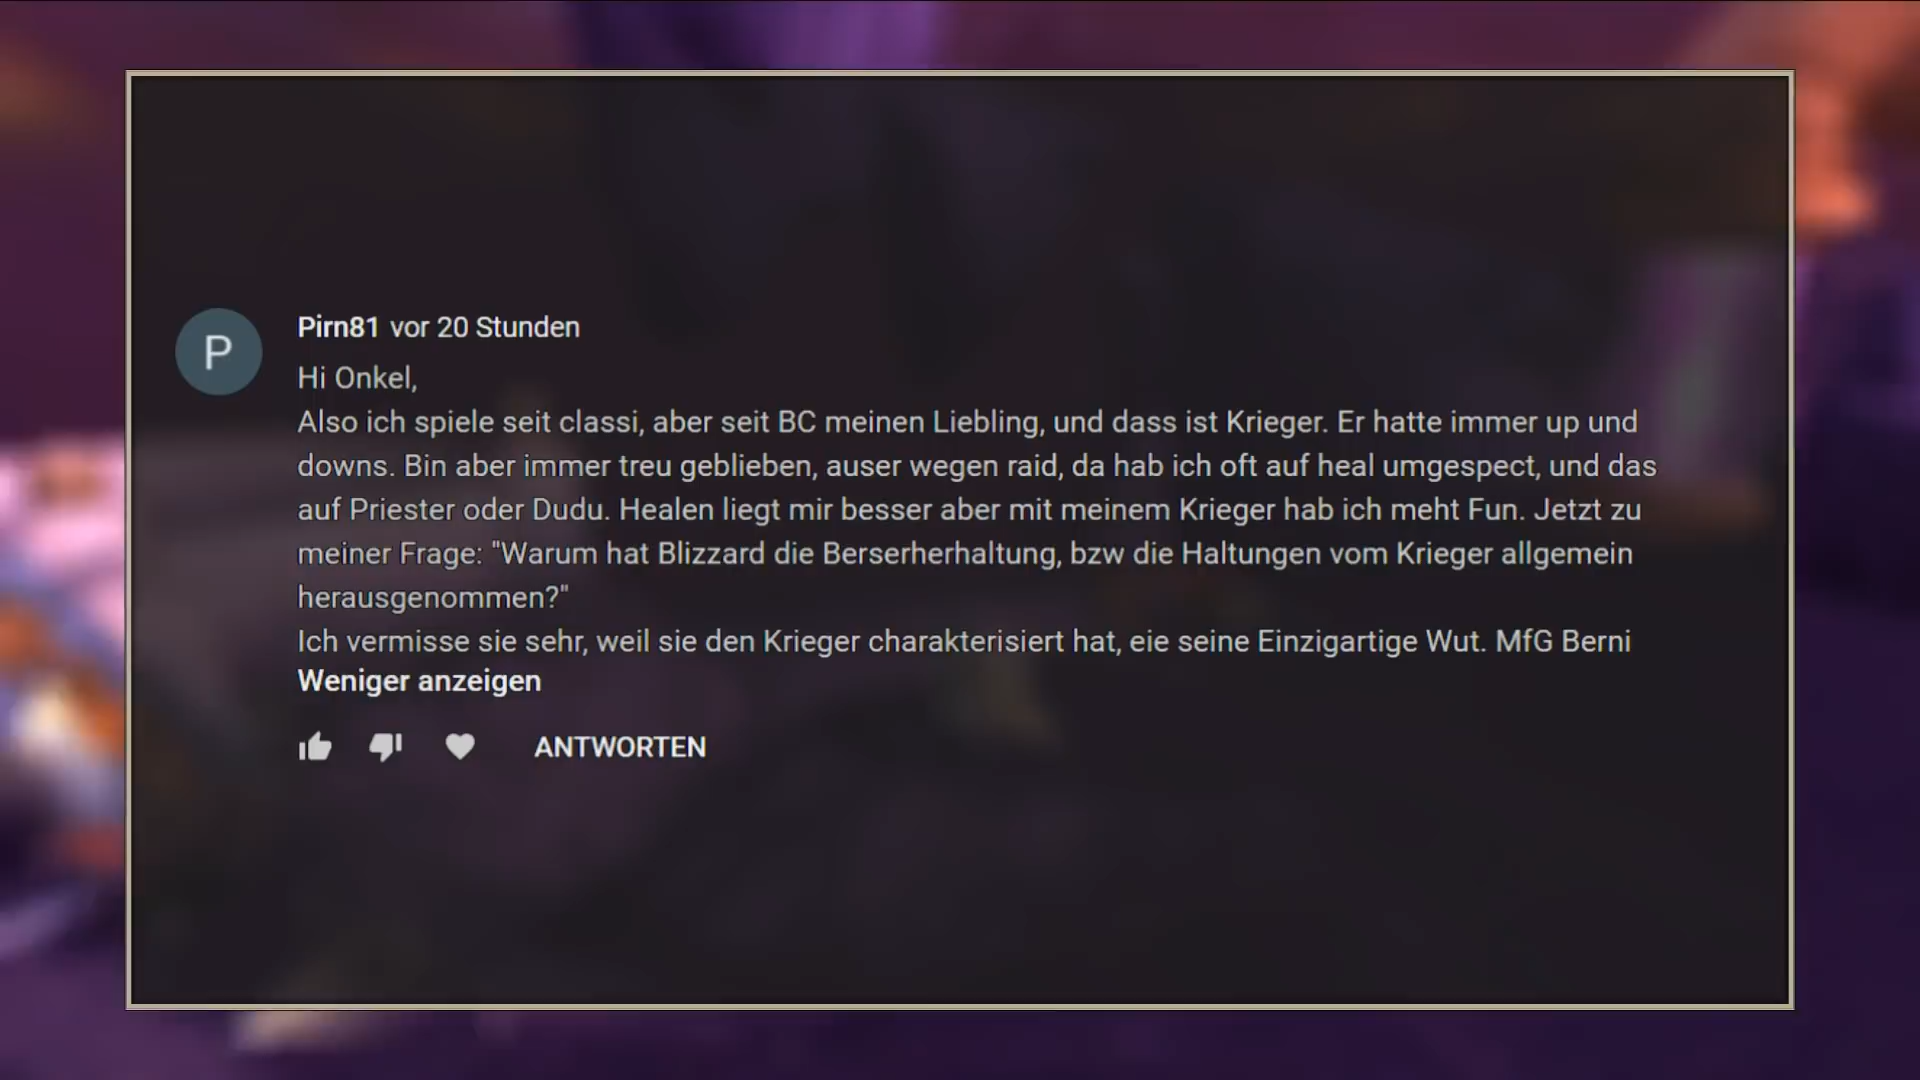 P
Pirn81 vor 20 Stunden
Hi Onkel,
Also ich spiele seit classi, aber seit BC meinen Liebling, und dass ist Krieger. Er hatte immer up und
downs. Bin aber immer treu geblieben, auser wegen raid, da hab ich oft auf heal umgespect, und das
auf Priester oder Dudu. Healen liegt mir besser aber mit meinem Krieger hab ich meht Fun. Jetzt zu
meiner Frage: "Warum hat Blizzard die Berserherhaltung, bzw die Haltungen vom Krieger allgemein
herausgenommen?"
Ich vermisse sie sehr, weil sie den Krieger charakterisiert hat, eie seine Einzigartige Wut. MfG Berni
Weniger anzeigen
ANTWORTEN